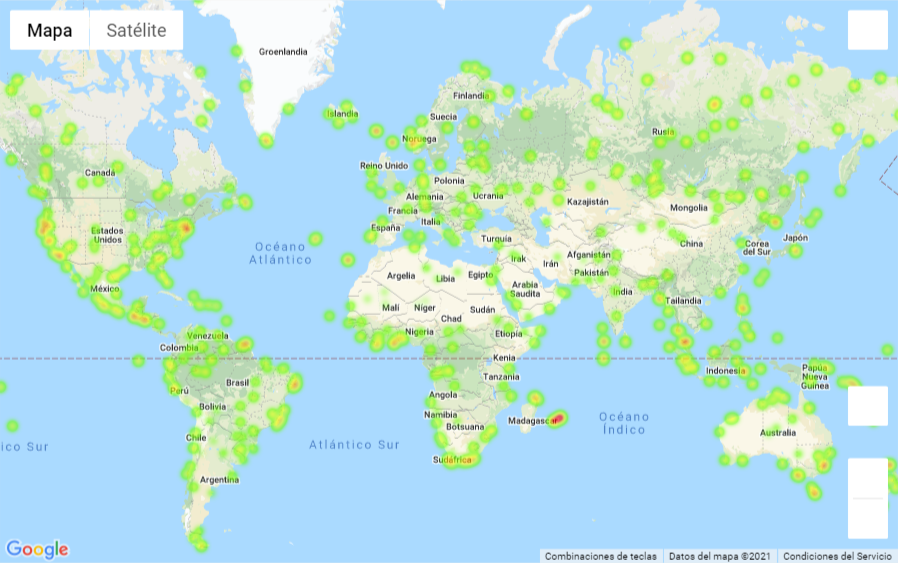 Mapa
Satélite
Groenlandia
Islandia
Finlandia
Suecia
Noruega
Rusia
Canadá
Reino Unido
Polonia
Alemania
Ucrania
Kazajistán
Mongolia
Francia
Italia
España
Estados
Unidos
Océano
Atlántico
Turquía
China
Corea
del Sur
Japón
Afganistán
Irak
Irán
Pakistán
Argelia
Libia
Egipto
Arabia
Saudita
India
México
Malí
Níger
Sudán
Chad
Tailandia
Nigeria
Etiopía
Venezuela
Colombia
Kenia
Indonesia
Papúa
Nueva
Guinea
Tanzania
Brasil
Perú
Angola
Bolivia
Namibia
Botsuana
Madagascar
Océano
Índico
Australia
Chile
Atlántico Sur
ico Sur
Sudáfrica
Argentina
Google
Combinaciones de teclas
Datos del mapa ©2021
Condiciones del Servicio